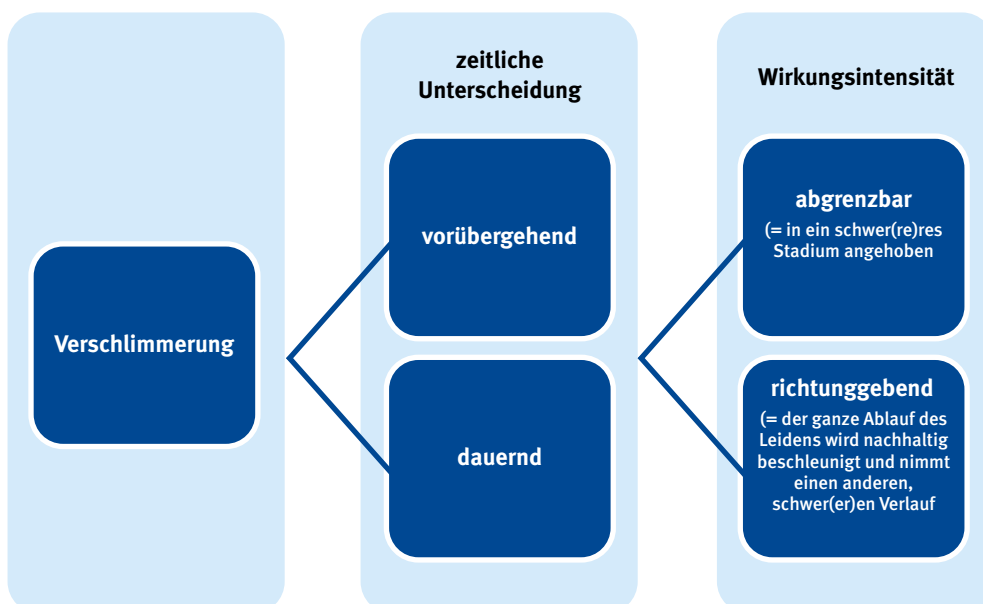 Verschlimmerung
zeitliche
Unterscheidung
vorübergehend
dauernd
Wirkungsintensität
abgrenzbar
(= in ein schwer(re)res
Stadium angehoben
richtunggebend
(= der ganze Ablauf des
Leidens wird nachhaltig
beschleunigt und nimmt
einen anderen,
schwer(er)en Verlauf